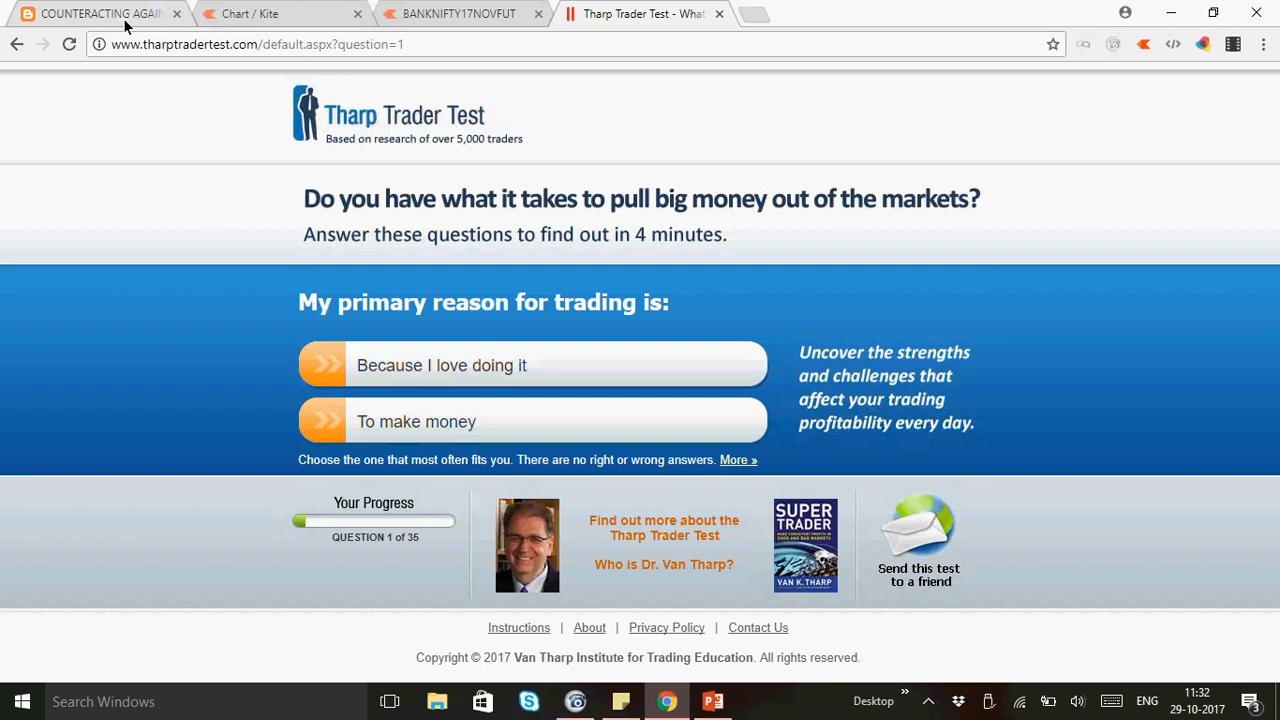 COUNTERACTING AGAIN
Chart / Kite
BANKNIFTY17NOVFUT
Tharp Trader Test - What
www.tharptradertest.com/default.aspx?question=1
Tharp Trader Test
Based on research of over 5,000 traders
Do you have what it takes to pull big money out of the markets?
Answer these questions to find out in 4 minutes.
My primary reason for trading is:
Because I love doing it
To make money
Uncover the strengths
and challenges that
affect your trading
profitability every day.
Choose the one that most often fits you. There are no right or wrong answers. More »
Your Progress
QUESTION 1 of 35
Find out more about the
Tharp Trader Test
Who is Dr. Van Tharp?
SUPER
TRADER
VAN K. THARP
Send this test
to a friend
Instructions | About | Privacy Policy | Contact Us
Copyright © 2017 Van Tharp Institute for Trading Education. All rights reserved.
Search Windows
Desktop
ENG
11:32
29-10-2017
3